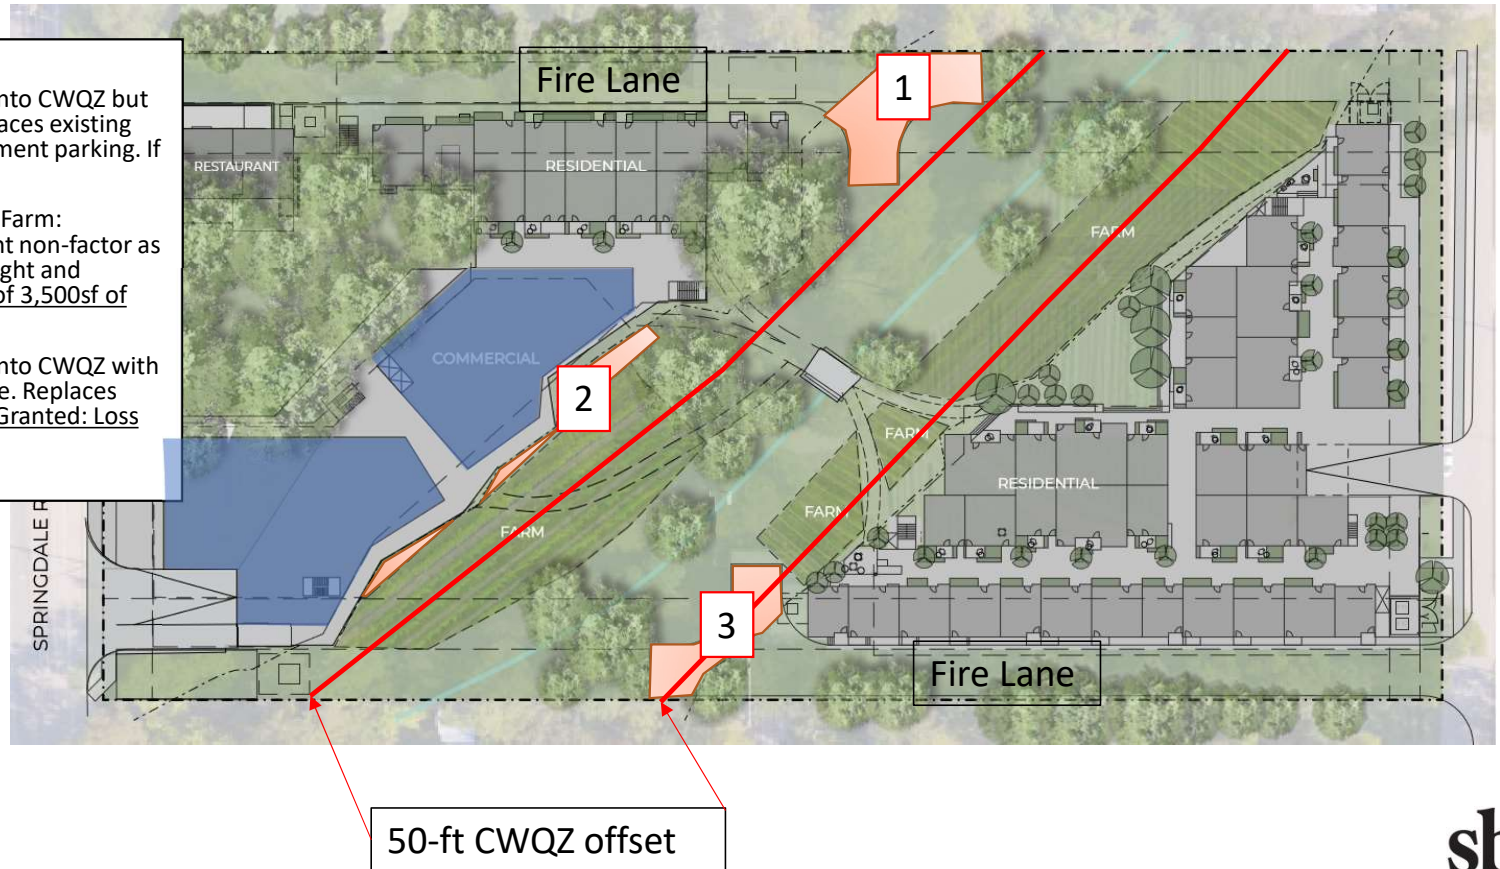 nto CWQZ but
aces existing
ment parking. If
Farm:
nt non-factor as
ght and
of 3,500sf of
nto CWQZ with
e. Replaces
Granted: Loss
Fire Lane
1
RESTAURANT
RESIDENTIAL
FARM
COMMERCIAL
2
FARM
RESIDENTIAL
FARM
FARM
SPRINGDALE R
3
Fire Lane
50-ft CWQZ offset
sb